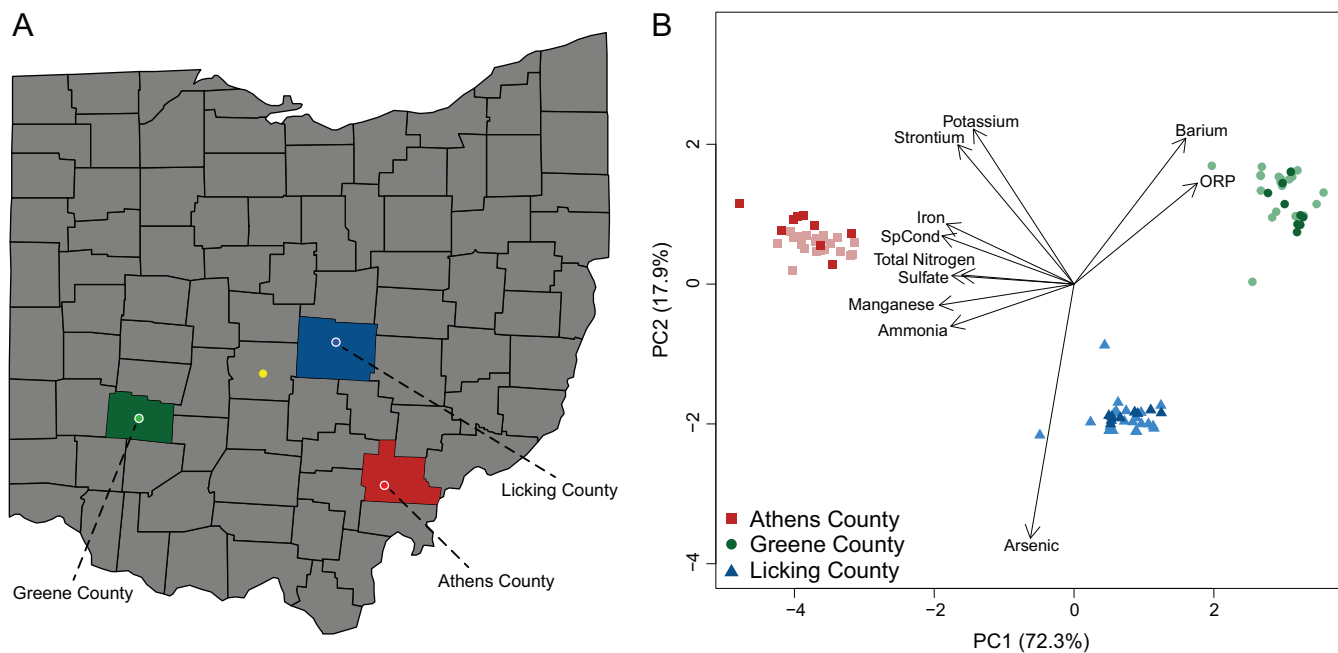 A
Greene County
Athens County
Licking County
B
Potassium
Strontium
Barium
ORP
Iron
SpCond
Total Nitrogen
Sulfate
Manganese
Ammonia
Arsenic
Athens County
Greene County
Licking County
PC2 (17.9%)
2
0
−2
−4
−4
−2
0
2
PC1 (72.3%)